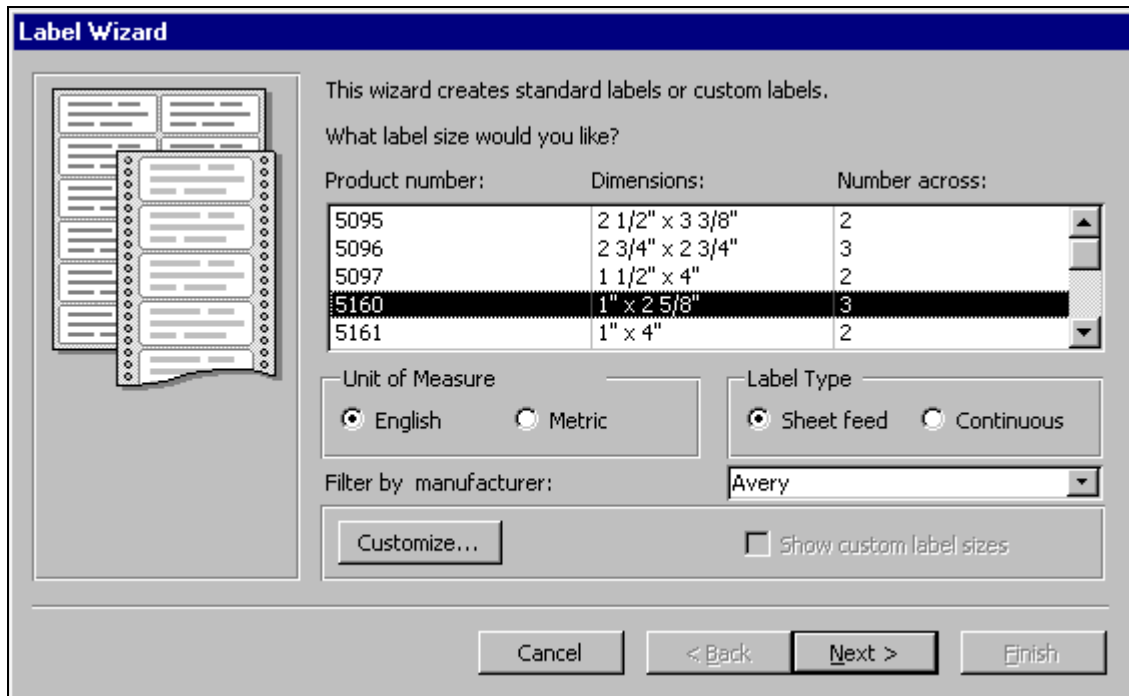 Label Wizard
This wizard creates standard labels or custom labels.
What label size would you like?
Product number: Dimensions: Number across:
5095 2 1/2" x 3 3/8" 2
5096 2 3/4" x 2 3/4" 3
5097 1 1/2" x 4" 2
5160 1" x 2 5/8" 3
5161 1" x 4" 2
Unit of Measure Label Type
English Metric Sheet feed Continuous
Filter by manufacturer: Avery
Customize... Show custom label sizes
Cancel < Back Next > Finish